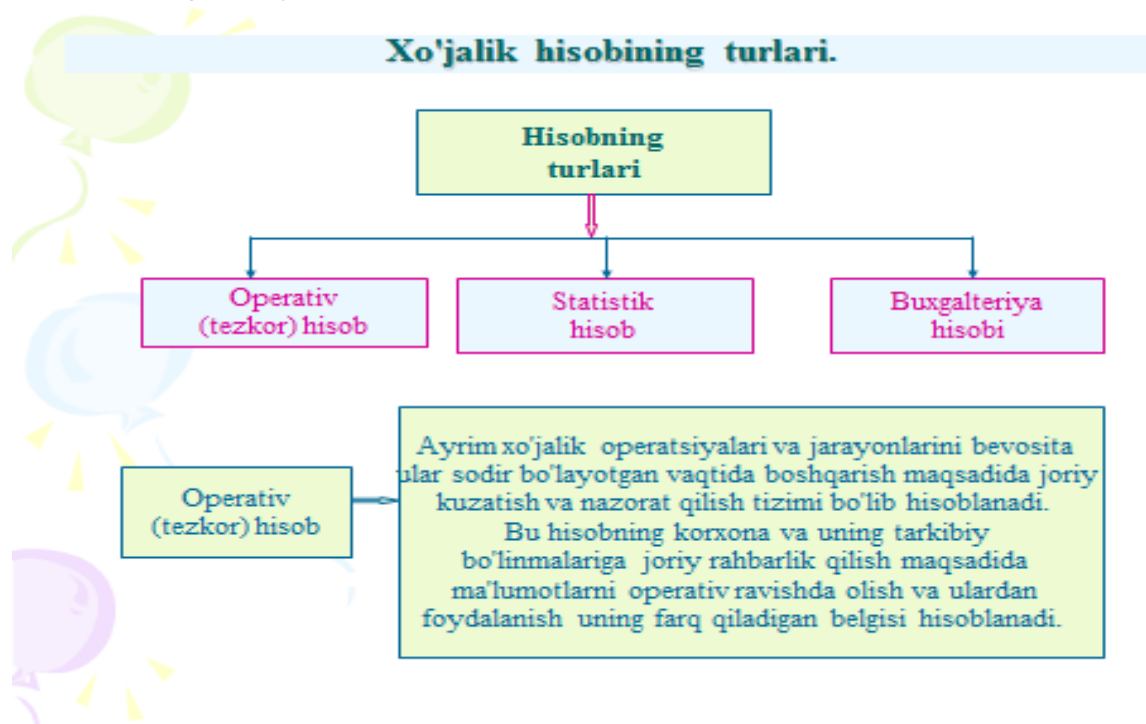 Xo'jalik hisobining turlari.
Hisobning
turlari
Operativ
(tezkor) hisob
Statistik
hisob
Buxgalteriya
hisobi
Operativ
(tezkor) hisob
Ayrim xo'jalik operatsiyalari va jarayonlarini bevosita
ular sodir bo'layotgan vaqtida boshqarish maqsadida joriy
kuzatish va nazorat qilish tizimi bo'lib hisoblanadi.
Bu hisobning korxona va uning tarkibiy
bo'linmalariga joriy rahbarlik qilish maqsadida
ma'lumotlarni operativ ravishda olish va ulardan
foydalanish uning farq qiladigan belgisi hisoblanadi.